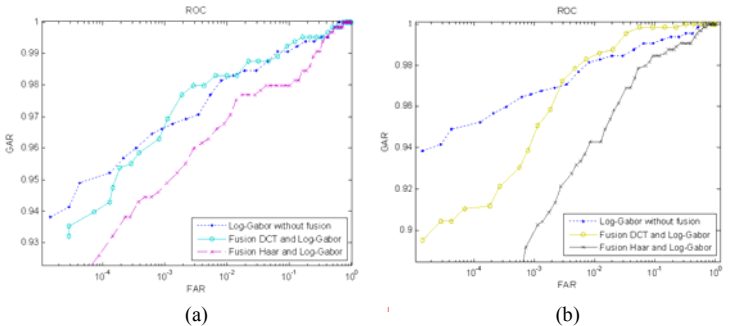 ROC
1
0.99
0.98
0.97
0.96
0.95
0.94
0.93
GAR
10⁻⁴
10⁻³
10⁻²
10⁻¹
10⁰
FAR
Log-Gabor without fusion
Fusion DCT and Log-Gabor
Fusion Haar and Log-Gabor
(a)
ROC
1
0.98
0.96
0.94
0.92
0.9
GAR
10⁻⁴
10⁻³
10⁻²
10⁻¹
10⁰
FAR
Log-Gabor without fusion
Fusion DCT and Log-Gabor
Fusion Haar and Log-Gabor
(b)